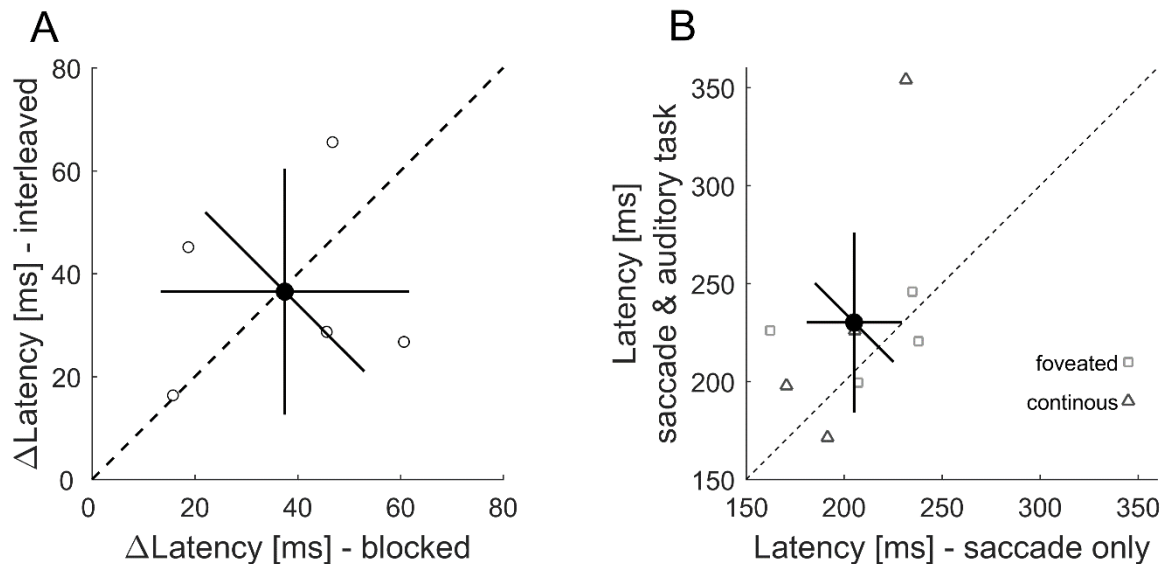 A
ΔLatency [ms] - interleaved
80
60
40
20
0
0
20
40
60
80
ΔLatency [ms] - blocked
B
Latency [ms]
saccade & auditory task
350
300
250
200
150
150
200
250
300
350
foveated
continous
Latency [ms] - saccade only